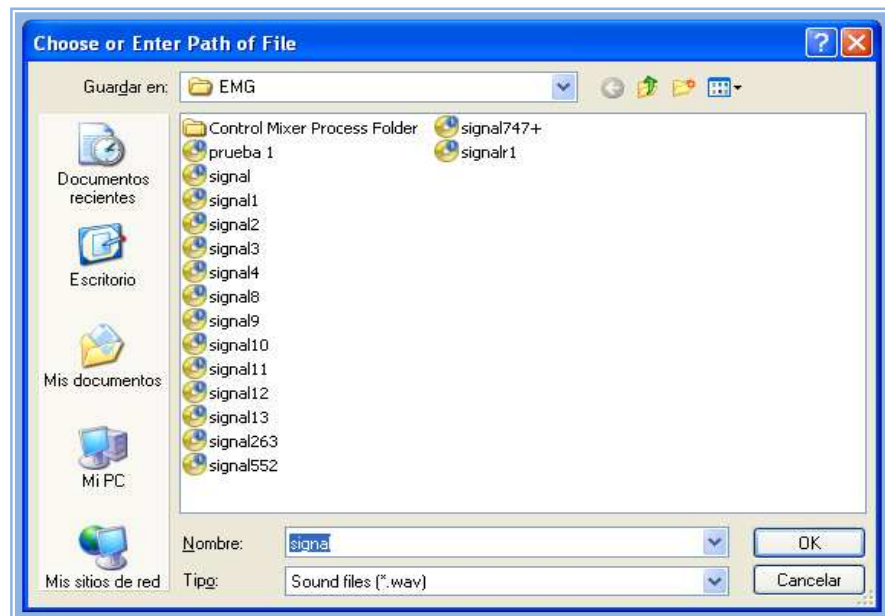 Choose or Enter Path of File
Guardar en:
EMG
Documentos
recientes
Escritorio
Mis documentos
Mi PC
Mis sitios de red
Control Mixer Process Folder
prueba 1
signal
signal1
signal2
signal3
signal4
signal8
signal9
signal10
signal11
signal12
signal13
signal263
signal552
signal747+
signalr1
Nombre:
signal
OK
Tipo:
Sound files (*.wav)
Cancelar